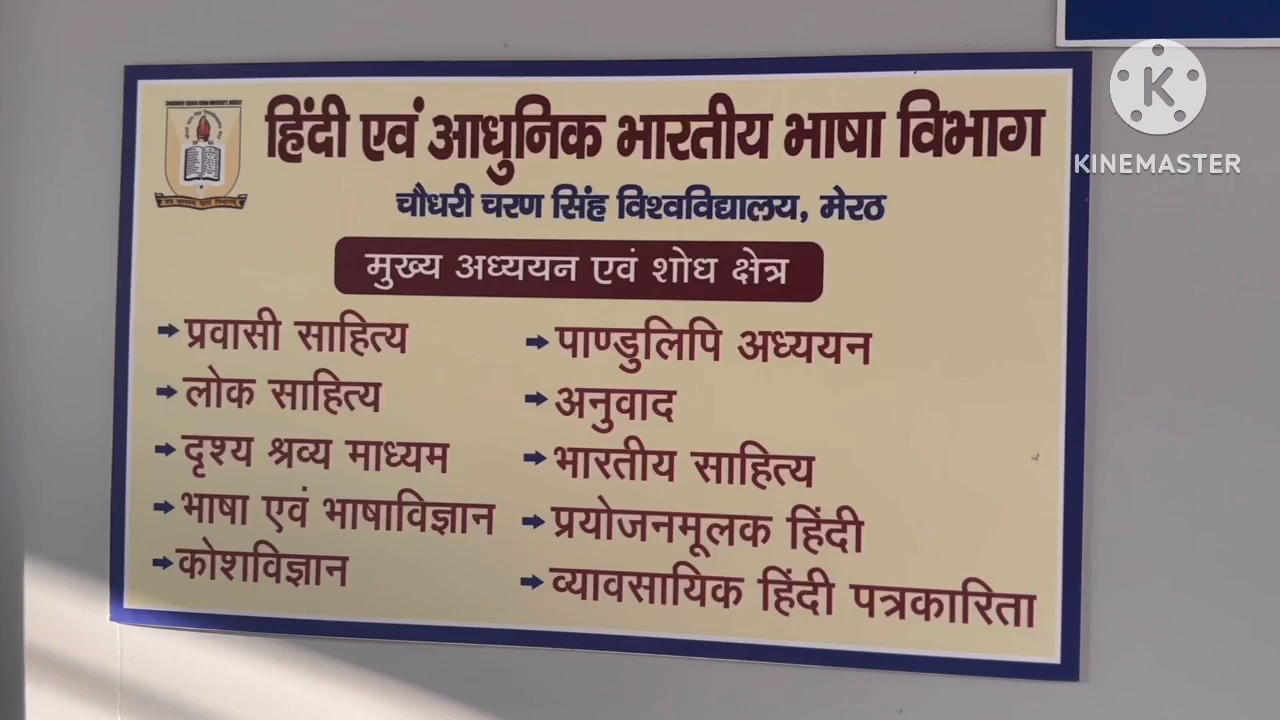 हिंदी एवं आधुनिक भारतीय भाषा विभाग
चौधरी चरण सिंह विश्वविद्यालय, मेरठ
मुख्य अध्ययन एवं शोध क्षेत्र
➡ प्रवासी साहित्य
➡ लोक साहित्य
➡ दृश्य श्रव्य माध्यम
➡ भाषा एवं भाषाविज्ञान
➡ कोशविज्ञान
➡ पाण्डुलिपि अध्ययन
➡ अनुवाद
➡ भारतीय साहित्य
➡ प्रयोजनमूलक हिंदी
➡ व्यावसायिक हिंदी पत्रकारिता
K
KINEMASTER